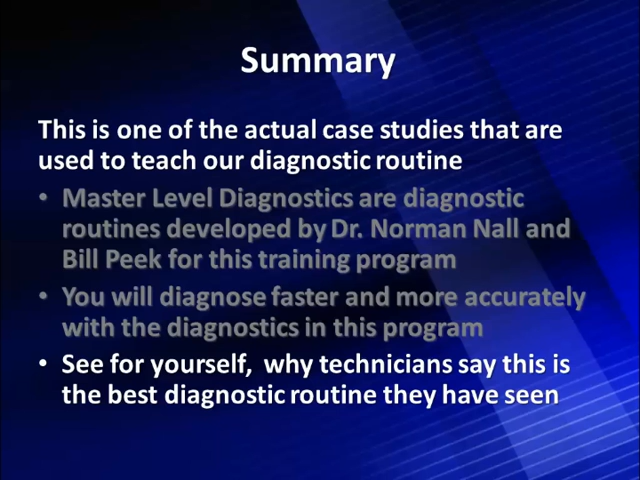 Summary
This is one of the actual case studies that are
used to teach our diagnostic routine
• Master Level Diagnostics are diagnostic
routines developed by Dr. Norman Nall and
Bill Peek for this training program
• You will diagnose faster and more accurately
with the diagnostics in this program
• See for yourself, why technicians say this is
the best diagnostic routine they have seen